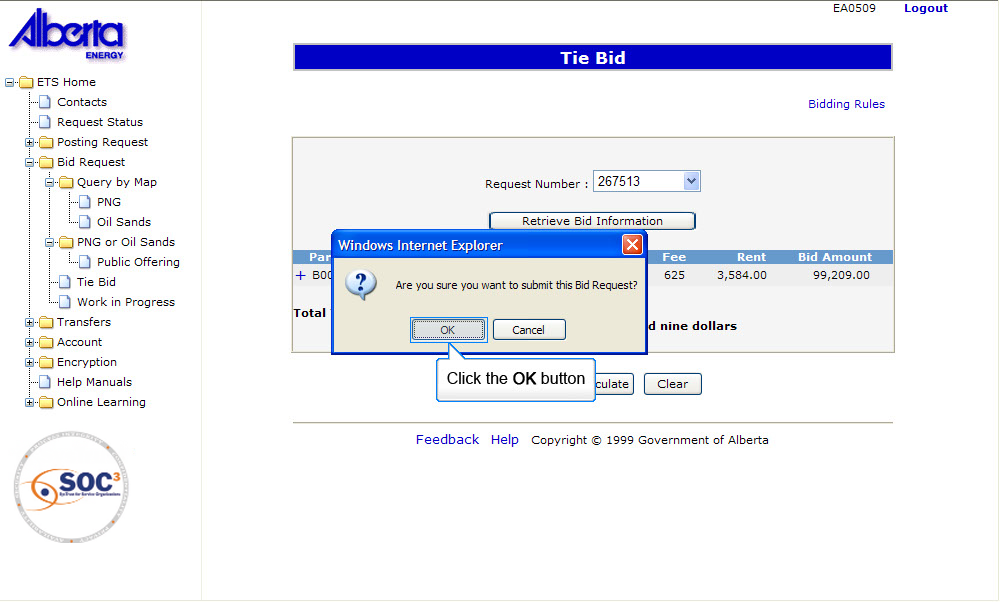 EA0509 Logout
Alberta
ENERGY
Tie Bid
Bidding Rules
ETS Home
Contacts
Request Status
Posting Request
Bid Request
Query by Map
PNG
Oil Sands
PNG or Oil Sands
Public Offering
Tie Bid
Work in Progress
Transfers
Account
Encryption
Help Manuals
Online Learning
SOC3
Request Number : 267513
Retrieve Bid Information
Windows Internet Explorer
Are you sure you want to submit this Bid Request?
OK Cancel
Par Fee Rent Bid Amount
+ B00 625 3,584.00 99,209.00
Total
d nine dollars
Click the OK button
culate Clear
Feedback Help Copyright © 1999 Government of Alberta